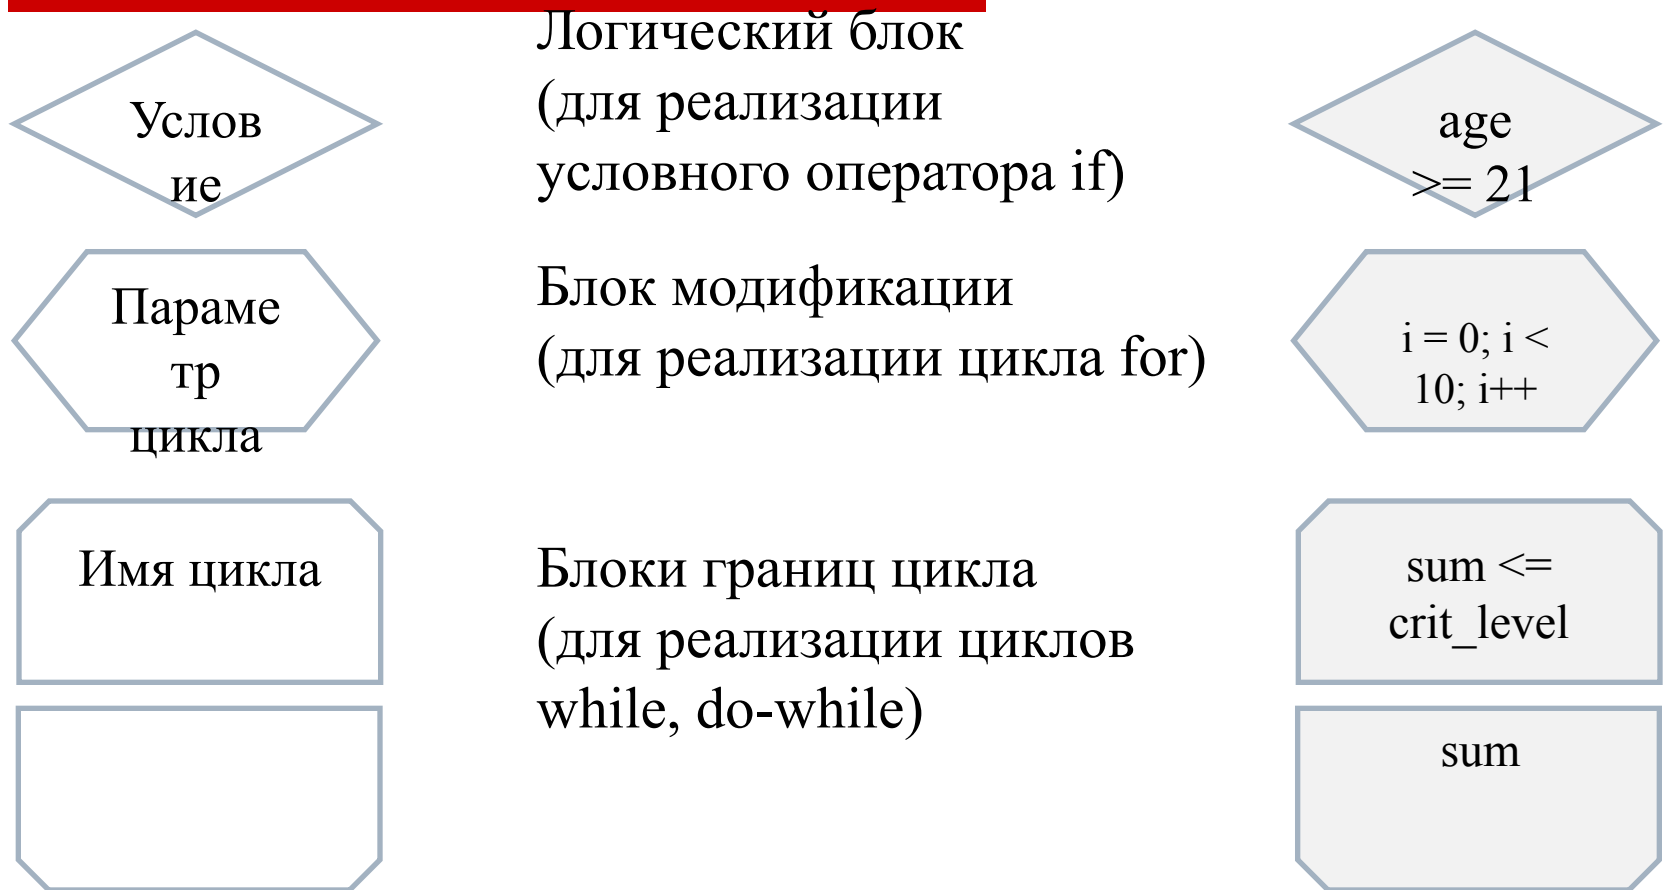 Услов
ие
Логический блок
(для реализации
условного оператора if)
age
>= 21
Параме
тр
цикла
Блок модификации
(для реализации цикла for)
i = 0; i <
10; i++
Имя цикла
Блоки границ цикла
(для реализации циклов
while, do-while)
sum <=
crit_level
sum